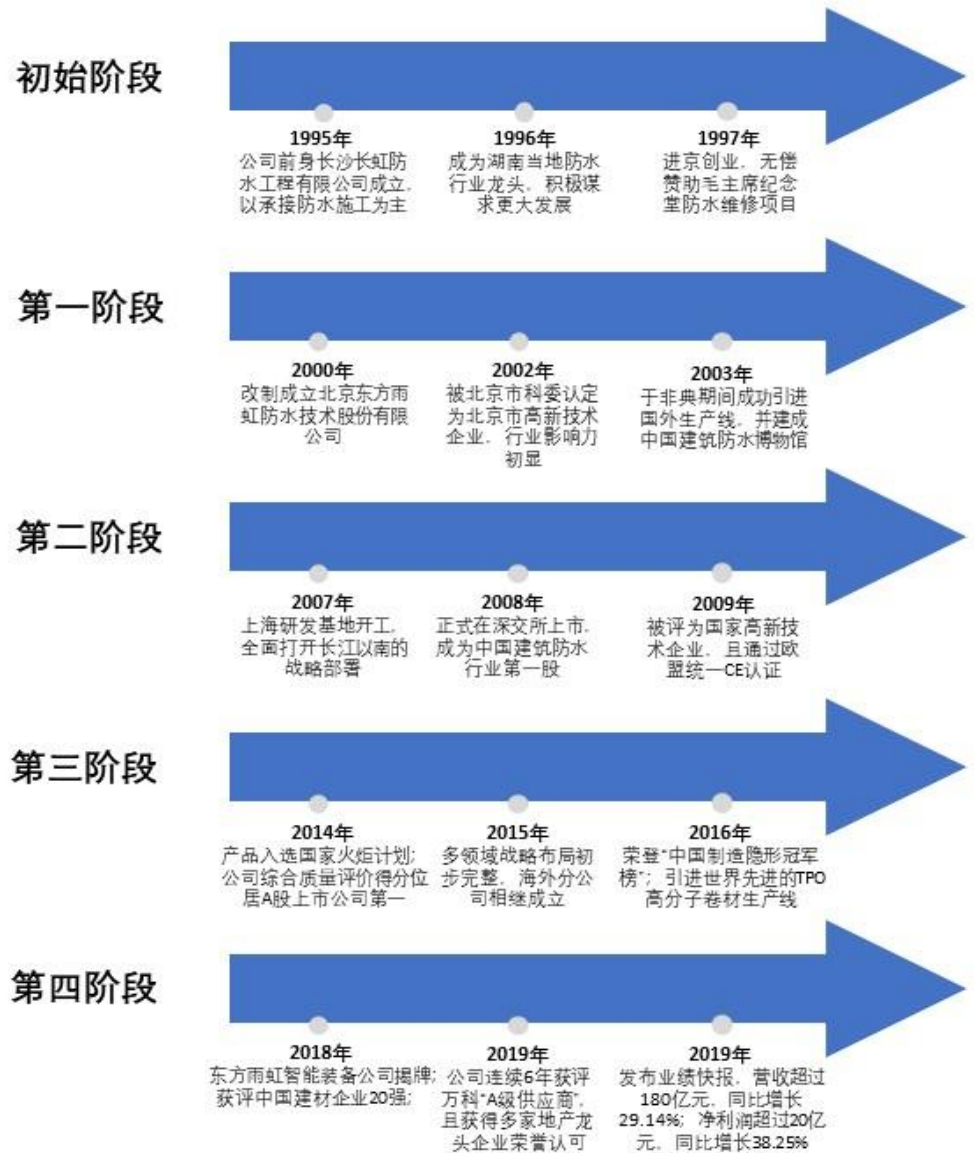 初始阶段
1995年
公司前身长沙长虹防
水工程有限公司成立,
以承接防水施工为主
1996年
成为湖南当地防水
行业龙头, 积极谋
求更大发展
1997年
进京创业, 无偿
赞助毛主席纪念
堂防水维修项目
第一阶段
2000年
改制成立北京东方雨
虹防水技术股份有限
公司
2002年
被北京市科委认定
为北京市高新技术
企业, 行业影响力
初显
2003年
于非典期间成功引进
国外生产线, 并建成
中国建筑防水博物馆
第二阶段
2007年
上海研发基地开工,
全面打开长江以南的
战略部署
2008年
正式在深交所上市,
成为中国建筑防水
行业第一股
2009年
被评为国家高新技
术企业, 且通过欧
盟统一CE认证
第三阶段
2014年
产品入选国家火炬计划;
公司综合质量评价得分位
居A股上市公司第一
2015年
多领域战略布局初
步完整, 海外分公
司相继成立
2016年
荣登“中国制造隐形冠军
榜”; 引进世界先进的TPO
高分子卷材生产线
第四阶段
2018年
东方雨虹智能装备公司揭牌;
获评中国建材企业20强;
2019年
公司连续6年获评
万科“A级供应商”,
且获得多家地产龙
头企业荣誉认可
2019年
发布业绩快报, 营收超过
180亿元, 同比增长
29.14%; 净利润超过20亿
元, 同比增长38.25%